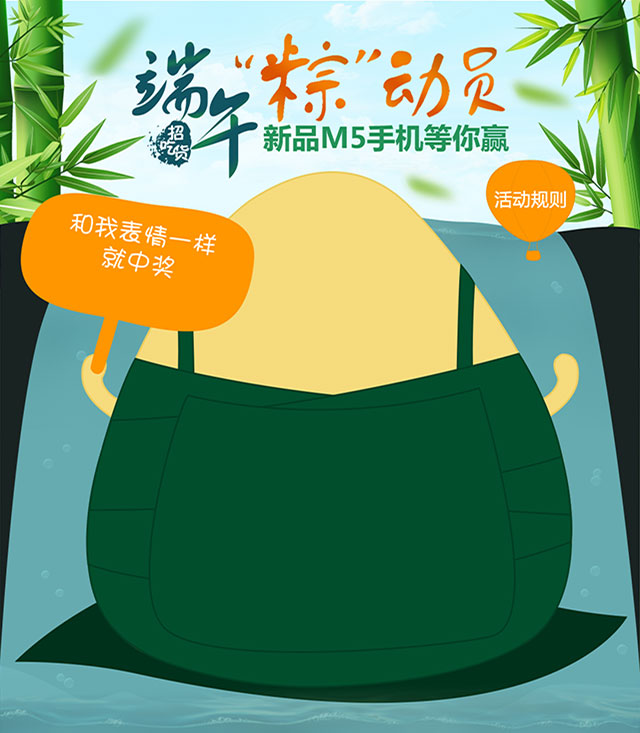 端午“粽”动员
招吃货
新品M5手机等你赢
活动规则
和我表情一样
就中奖